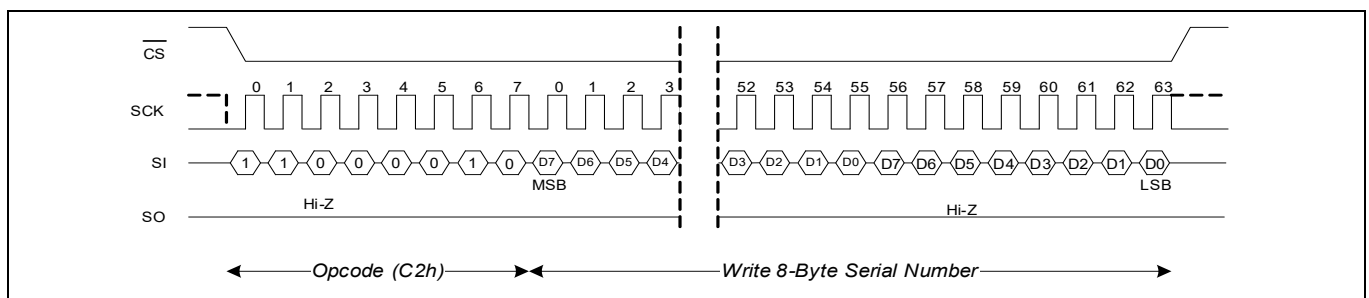 CS
0 1 2 3 4 5 6 7 0 1 2 3 52 53 54 55 56 57 58 59 60 61 62 63
SCK
SI 1 1 0 0 0 0 1 0 D7 D6 D5 D4 D3 D2 D1 D0 D7 D6 D5 D4 D3 D2 D1 D0
MSB LSB
Hi-Z Hi-Z
SO
Opcode (C2h) Write 8-Byte Serial Number